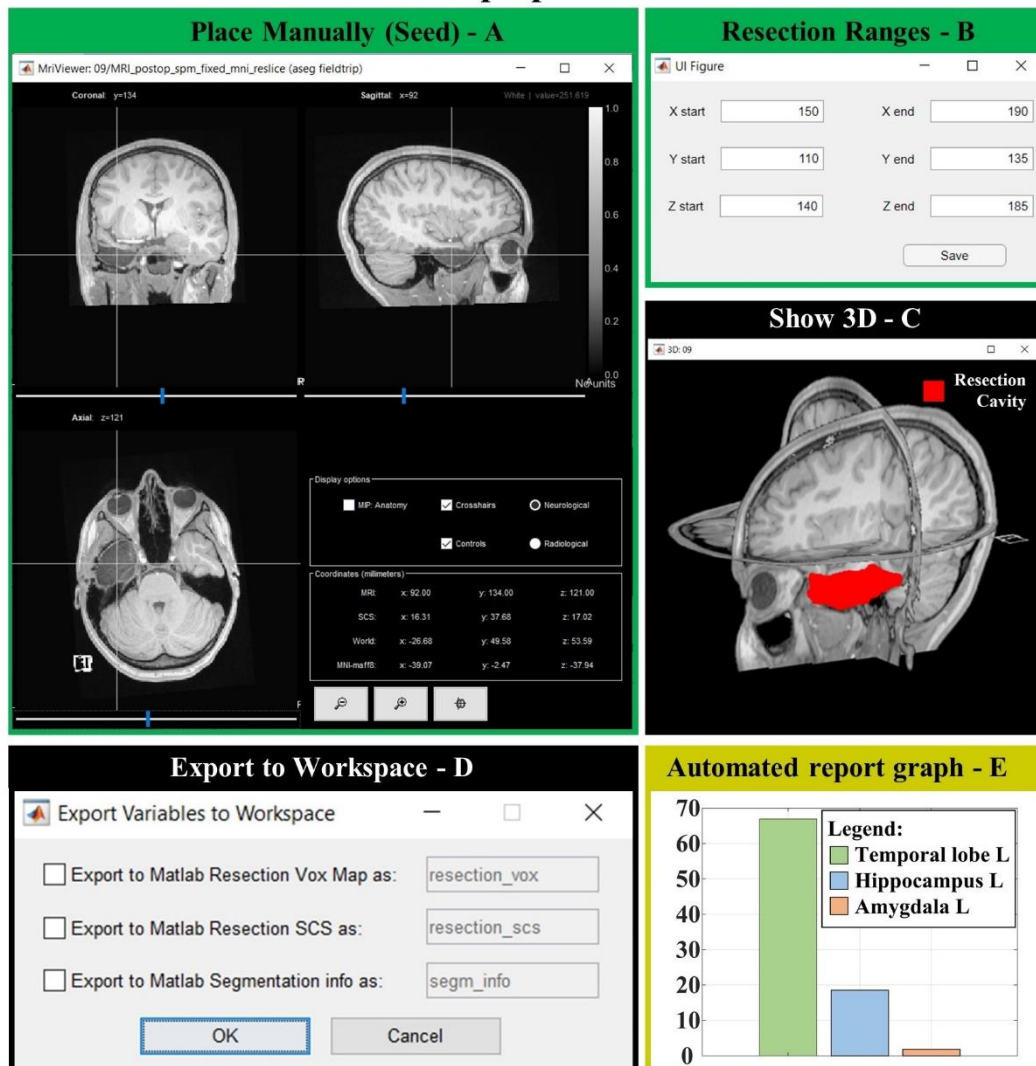 Place Manually (Seed) - A
MriViewer: 09/MRI_postop_spm_fixed_mni_reslice (aseg fieldtrip)
Coronal: y=134
Sagittal: x=92
White | value=251.619
1.0
0.8
0.6
0.4
0.2
0.0
No units
R
A
Axial: z=121
R
Display options
MIP: Anatomy
Crosshairs
Neurological
Controls
Radiological
Coordinates (millimeters)
MRI: x: 92.00 y: 134.00 z: 121.00
SCS: x: 16.31 y: 37.68 z: 17.02
World: x: -26.68 y: 49.58 z: 53.59
MNI-maff8: x: -39.07 y: -2.47 z: -37.94
Resection Ranges - B
UI Figure
X start 150 X end 190
Y start 110 Y end 135
Z start 140 Z end 185
Save
Show 3D - C
3D: 09
Resection
Cavity
Export to Workspace - D
Export Variables to Workspace
Export to Matlab Resection Vox Map as: resection_vox
Export to Matlab Resection SCS as: resection_scs
Export to Matlab Segmentation info as: segm_info
OK Cancel
Automated report graph - E
70
60
50
40
30
20
10
0
Legend:
Temporal lobe L
Hippocampus L
Amygdala L